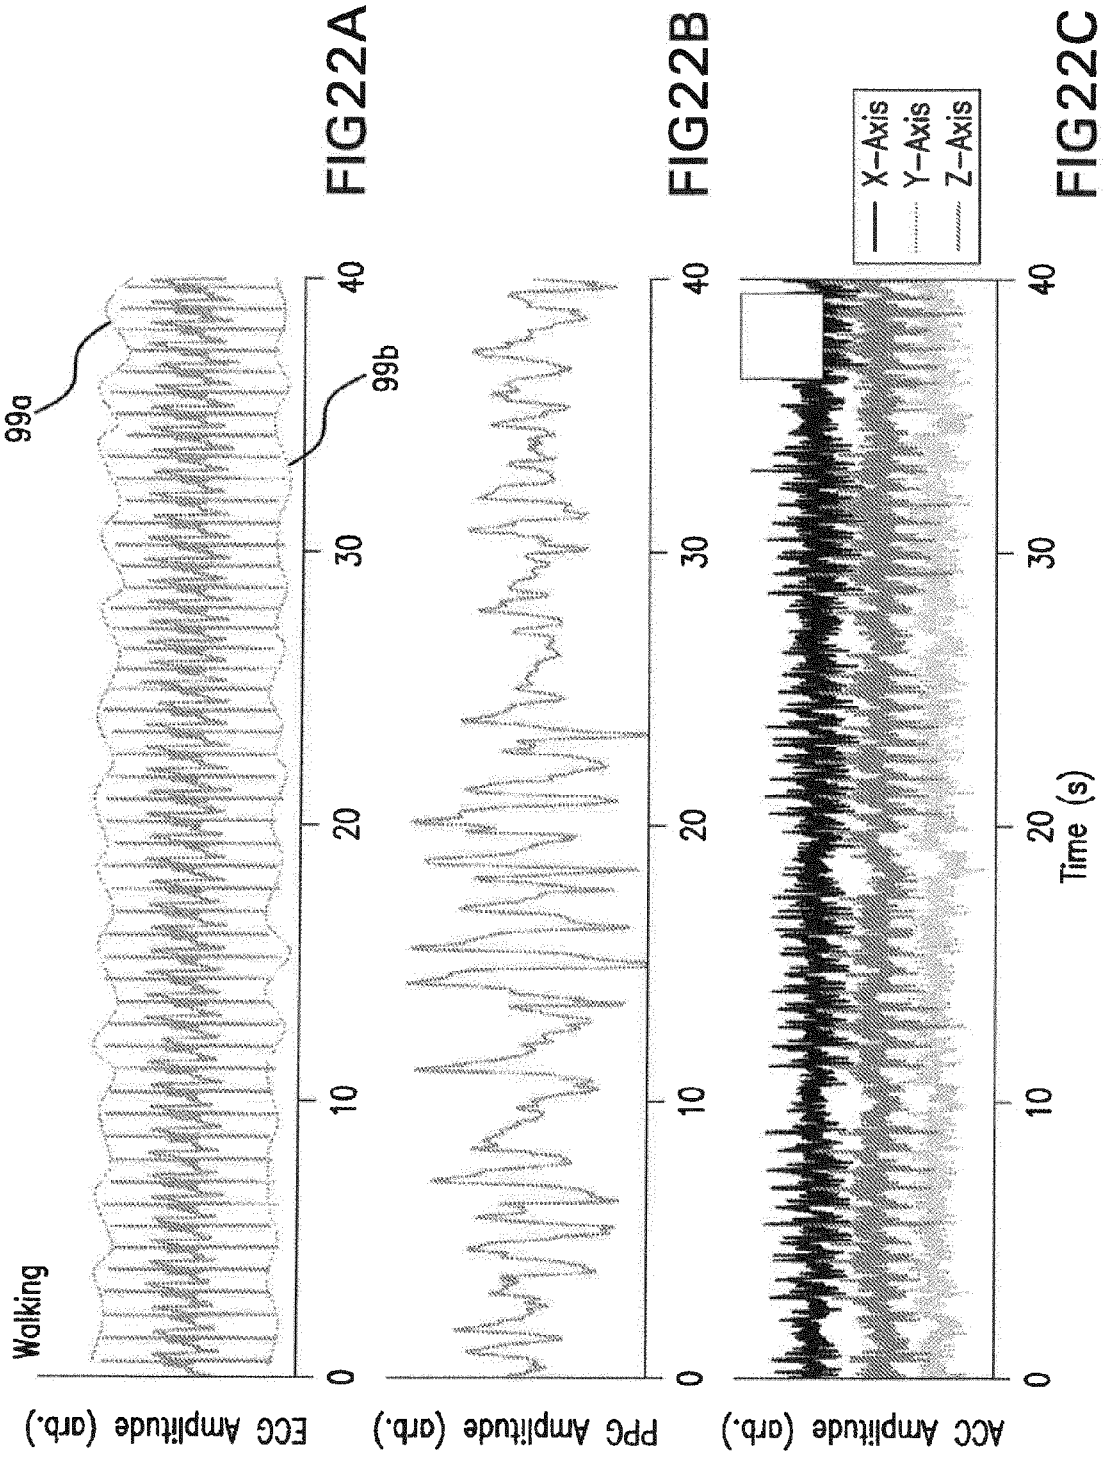 Walking
99a
99b
ECG Amplitude (arb.)
0 10 20 30 40
FIG22A
PPG Amplitude (arb.)
0 10 20 30 40
FIG22B
ACC Amplitude (arb.)
X-Axis
Y-Axis
Z-Axis
0 10 20 30 40
Time (s)
FIG22C